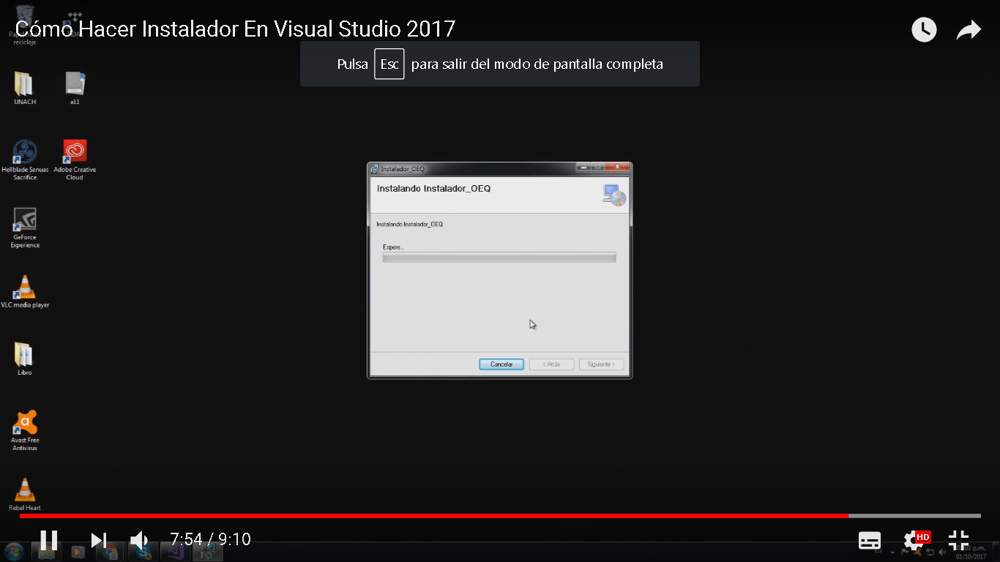 Cómo Hacer Instalador En Visual Studio 2017
Pulsa Esc para salir del modo de pantalla completa
reciclaje
UNACH
a11
Hellblade Senuas
Sacrifice
Adobe Creative
Cloud
GeForce
Experience
VLC media player
Libro
Avast Free
Antivirus
Rebel Heart
Instalador_OEQ
Instalando Instalador_OEQ
Instalando Instalador_OEQ.
Espere...
Cancelar
< Atrás
Siguiente >
7:54 / 9:10
HD
p.m.
01/10/2017